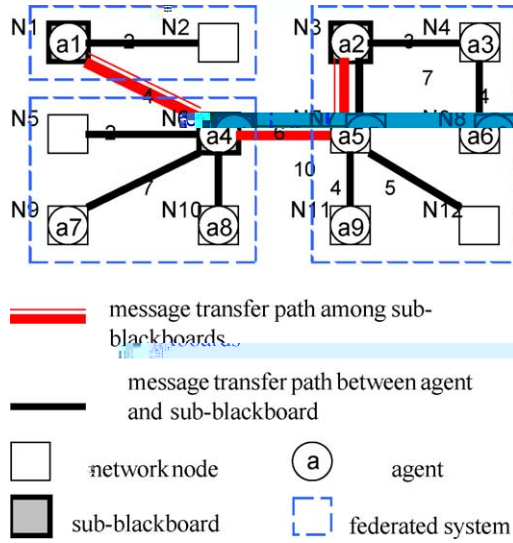 N1 N2 N3 N4
a1 2 a2 3 a3
4 7 4
N5 N6 N8
2 a4 6 a5 a6
10
7 4 5
N9 N10 N11 N12
a7 a8 a9
message transfer path among sub-
blackboards
message transfer path between agent
and sub-blackboard
network node a agent
sub-blackboard federated system